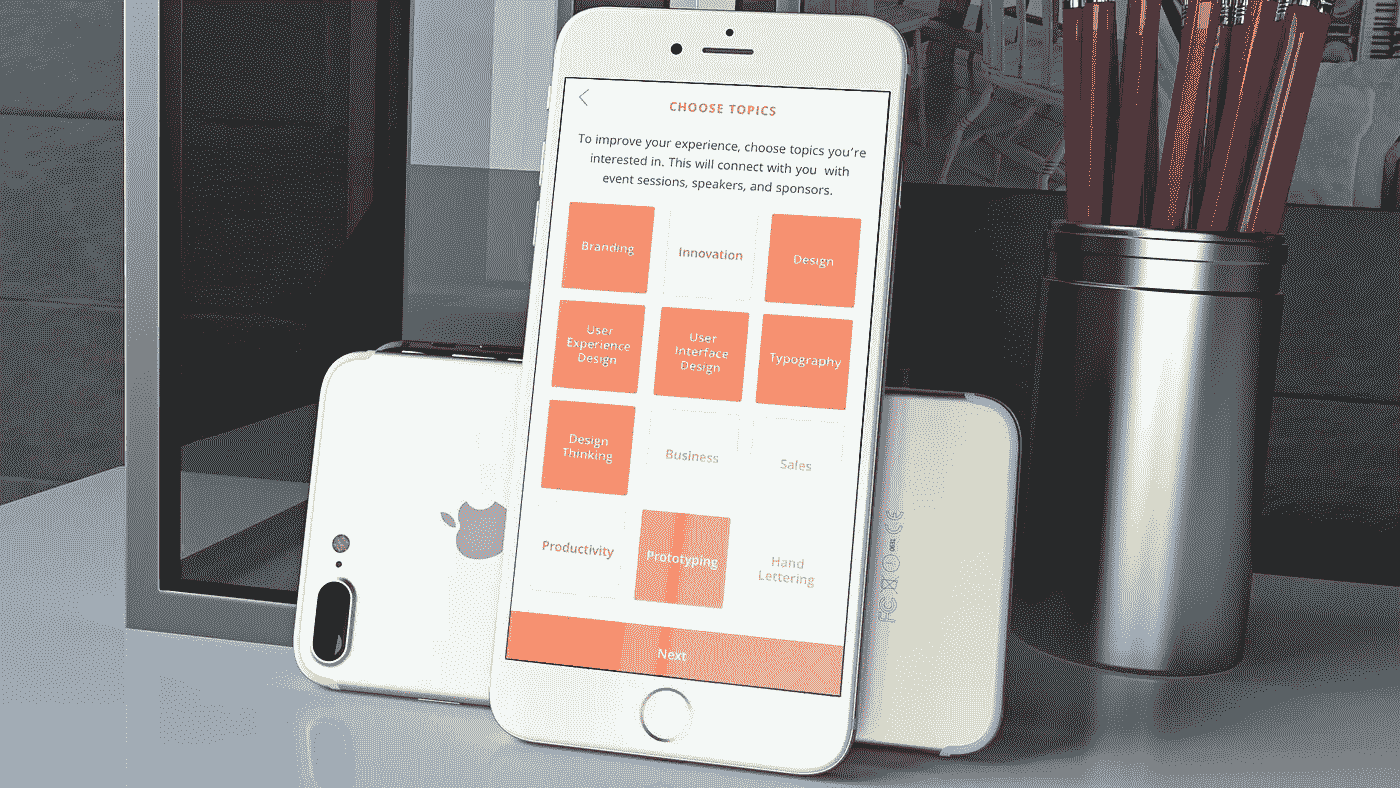 CHOOSE TOPICS
To improve your experience, choose topics you're
interested in. This will connect with you with
event sessions, speakers, and sponsors.
Branding
Innovation
Design
User
Experience
Design
User
Interface
Design
Typography
Design
Thinking
Business
Sales
Productivity
Prototyping
Hand
Lettering
Next